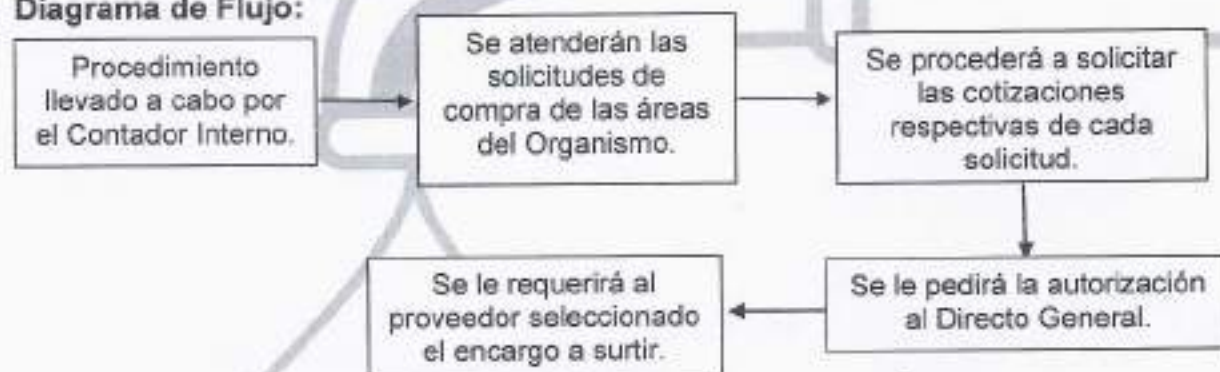 Diagrama de Flujo:
Procedimiento
llevado a cabo por
el Contador Interno.
Se atenderán las
solicitudes de
compra de las áreas
del Organismo.
Se procederá a solicitar
las cotizaciones
respectivas de cada
solicitud.
Se le pedirá la autorización
al Directo General.
Se le requerirá al
proveedor seleccionado
el encargo a surtir.